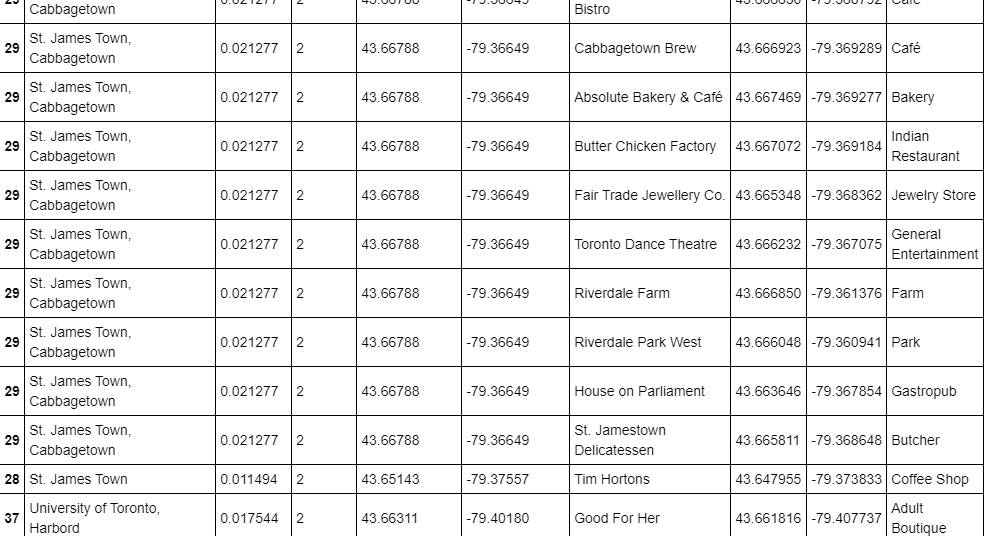 Cabbagetown Bistro
29 St. James Town, 0.021277 2 43.66788 -79.36649 Cabbagetown Brew 43.666923 -79.369289 Café
Cabbagetown
29 St. James Town, 0.021277 2 43.66788 -79.36649 Absolute Bakery & Café 43.667469 -79.369277 Bakery
Cabbagetown
29 St. James Town, 0.021277 2 43.66788 -79.36649 Butter Chicken Factory 43.667072 -79.369184 Indian
Cabbagetown Restaurant
29 St. James Town, 0.021277 2 43.66788 -79.36649 Fair Trade Jewellery Co. 43.665348 -79.368362 Jewelry Store
Cabbagetown
29 St. James Town, 0.021277 2 43.66788 -79.36649 Toronto Dance Theatre 43.666232 -79.367075 General
Cabbagetown Entertainment
29 St. James Town, 0.021277 2 43.66788 -79.36649 Riverdale Farm 43.666850 -79.361376 Farm
Cabbagetown
29 St. James Town, 0.021277 2 43.66788 -79.36649 Riverdale Park West 43.666048 -79.360941 Park
Cabbagetown
29 St. James Town, 0.021277 2 43.66788 -79.36649 House on Parliament 43.663646 -79.367854 Gastropub
Cabbagetown
29 St. James Town, 0.021277 2 43.66788 -79.36649 St. Jamestown 43.665811 -79.368648 Butcher
Cabbagetown Delicatessen
28 St. James Town 0.011494 2 43.65143 -79.37557 Tim Hortons 43.647955 -79.373833 Coffee Shop
37 University of Toronto, 0.017544 2 43.66311 -79.40180 Good For Her 43.661816 -79.407737 Adult
Harbord Boutique